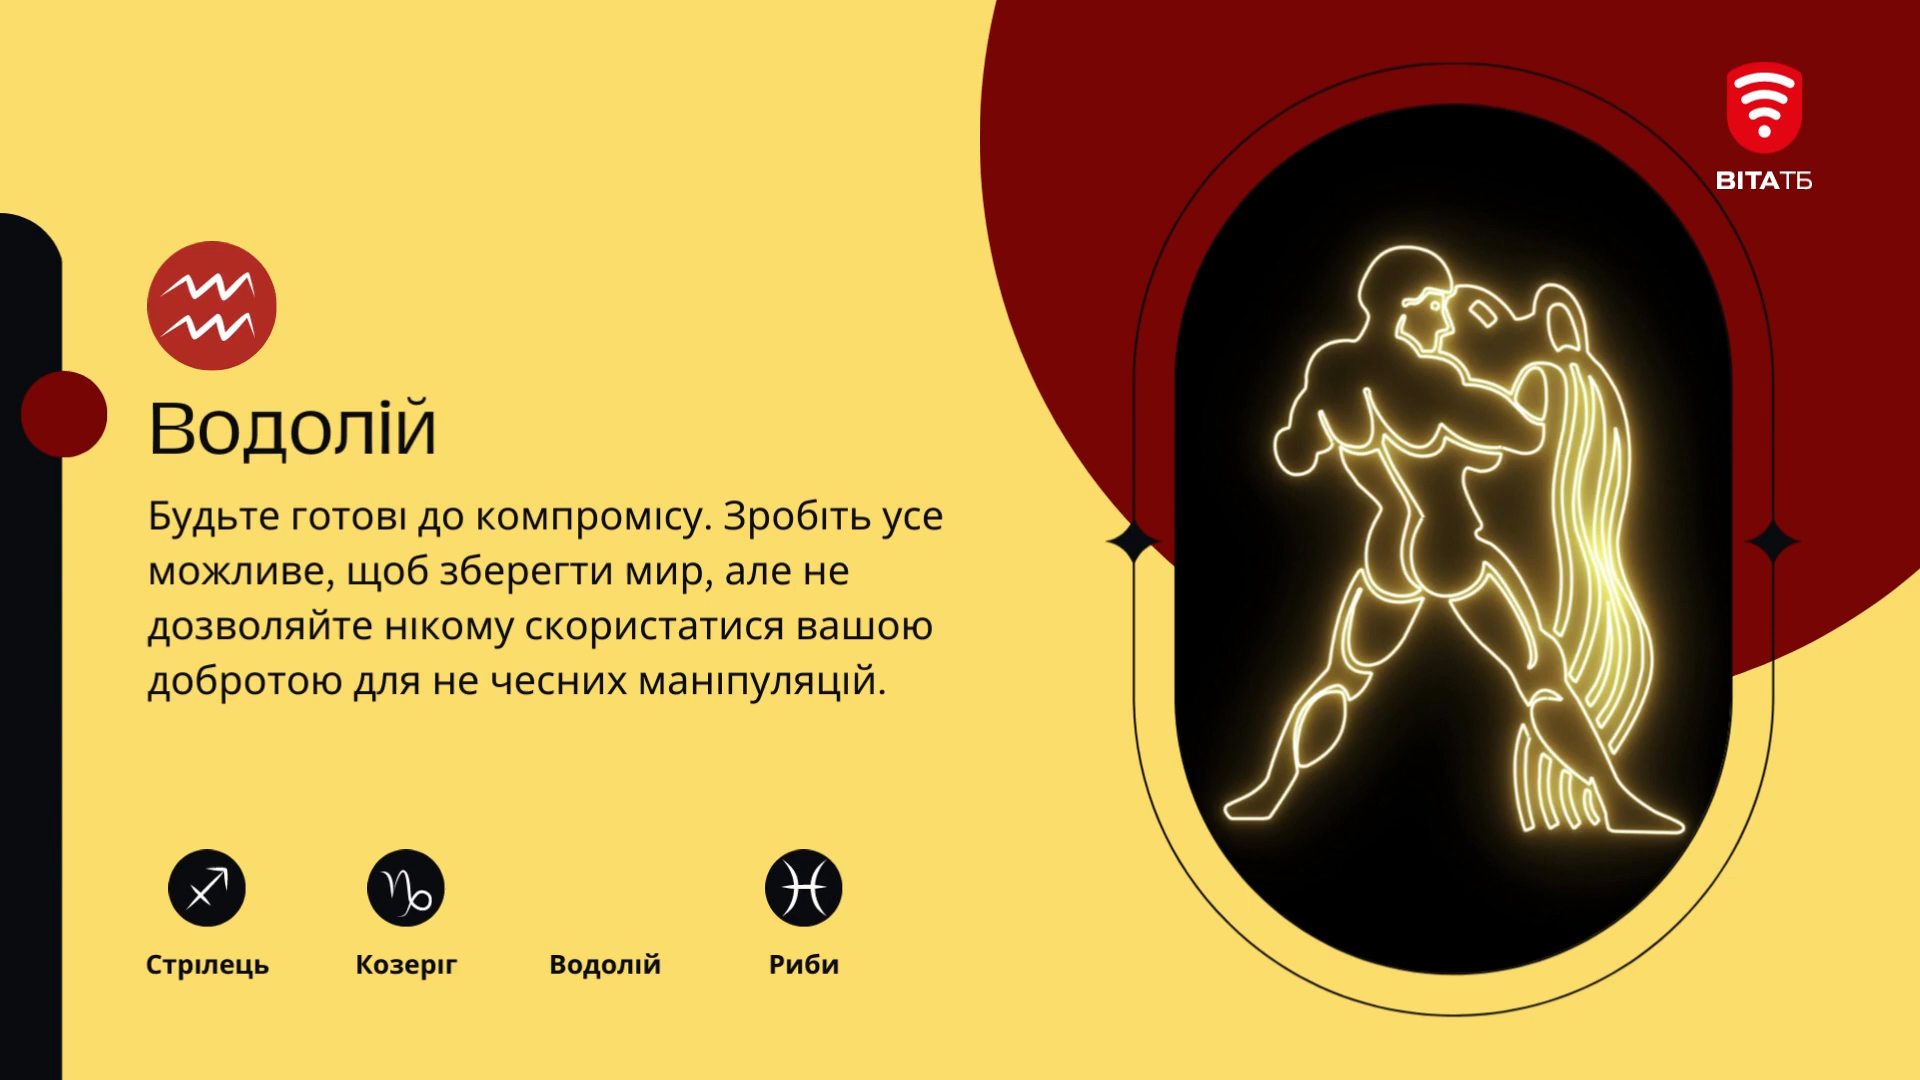 ВІТАТБ
Водолій
Будьте готові до компромісу. Зробіть усе
можливе, щоб зберегти мир, але не
дозволяйте нікому скористатися вашою
добротою для не чесних маніпуляцій.
Стрілець Козеріг Водолій Риби